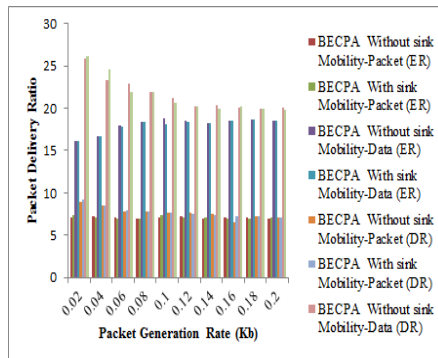 Packet Delivery Ratio
30
25
20
15
10
5
0
0.02
0.04
0.06
0.08
0.1
0.12
0.14
0.16
0.18
0.2
Packet Generation Rate (Kb)
BECPA Without sink
Mobility-Packet (ER)
BECPA With sink
Mobility-Packet (ER)
BECPA Without sink
Mobility-Data (ER)
BECPA With sink
Mobility-Data (ER)
BECPA Without sink
Mobility-Packet (DR)
BECPA With sink
Mobility-Packet (DR)
BECPA Without sink
Mobility-Data (DR)